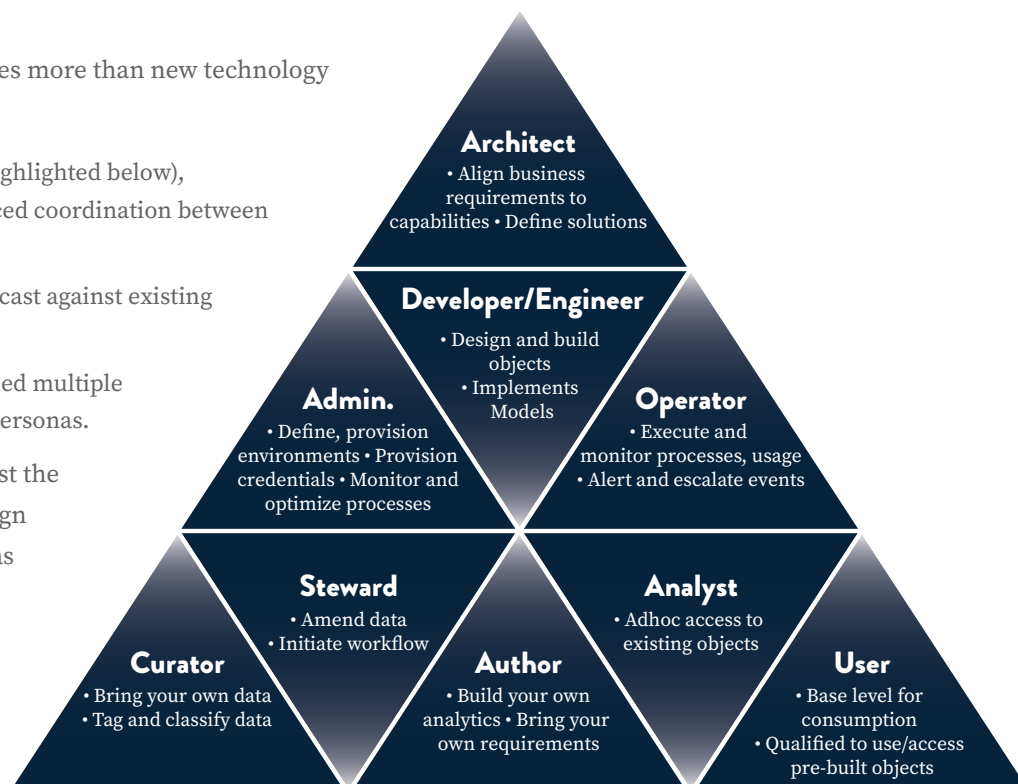 es more than new technology
ghlighted below),
ced coordination between
cast against existing
ed multiple
ersonas.
st the
gn
as
Architect
• Align business
requirements to
capabilities • Define solutions
Developer/Engineer
• Design and build
objects
• Implements
Models
Admin.
• Define, provision
environments • Provision
credentials • Monitor and
optimize processes
Operator
• Execute and
monitor processes, usage
• Alert and escalate events
Steward
• Amend data
• Initiate workflow
Analyst
• Adhoc access to
existing objects
Curator
• Bring your own data
• Tag and classify data
Author
• Build your own
analytics • Bring your
own requirements
User
• Base level for
consumption
• Qualified to use/access
pre-built objects